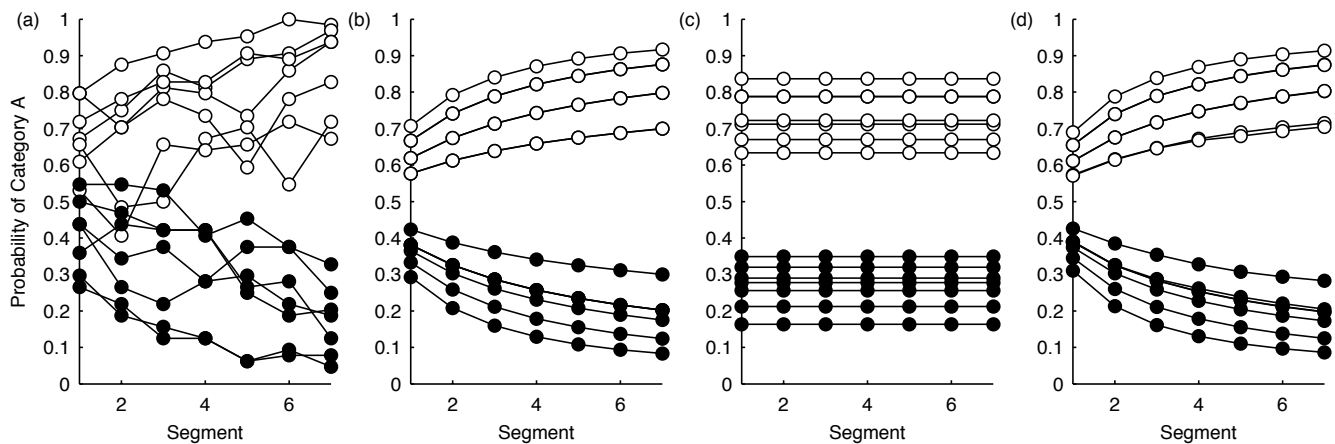 (a) (b) (c) (d)
Probability of Category A
1 1 1 1
0.9 0.9 0.9 0.9
0.8 0.8 0.8 0.8
0.7 0.7 0.7 0.7
0.6 0.6 0.6 0.6
0.5 0.5 0.5 0.5
0.4 0.4 0.4 0.4
0.3 0.3 0.3 0.3
0.2 0.2 0.2 0.2
0.1 0.1 0.1 0.1
0 0 0 0
2 4 6 2 4 6 2 4 6 2 4 6
Segment Segment Segment Segment